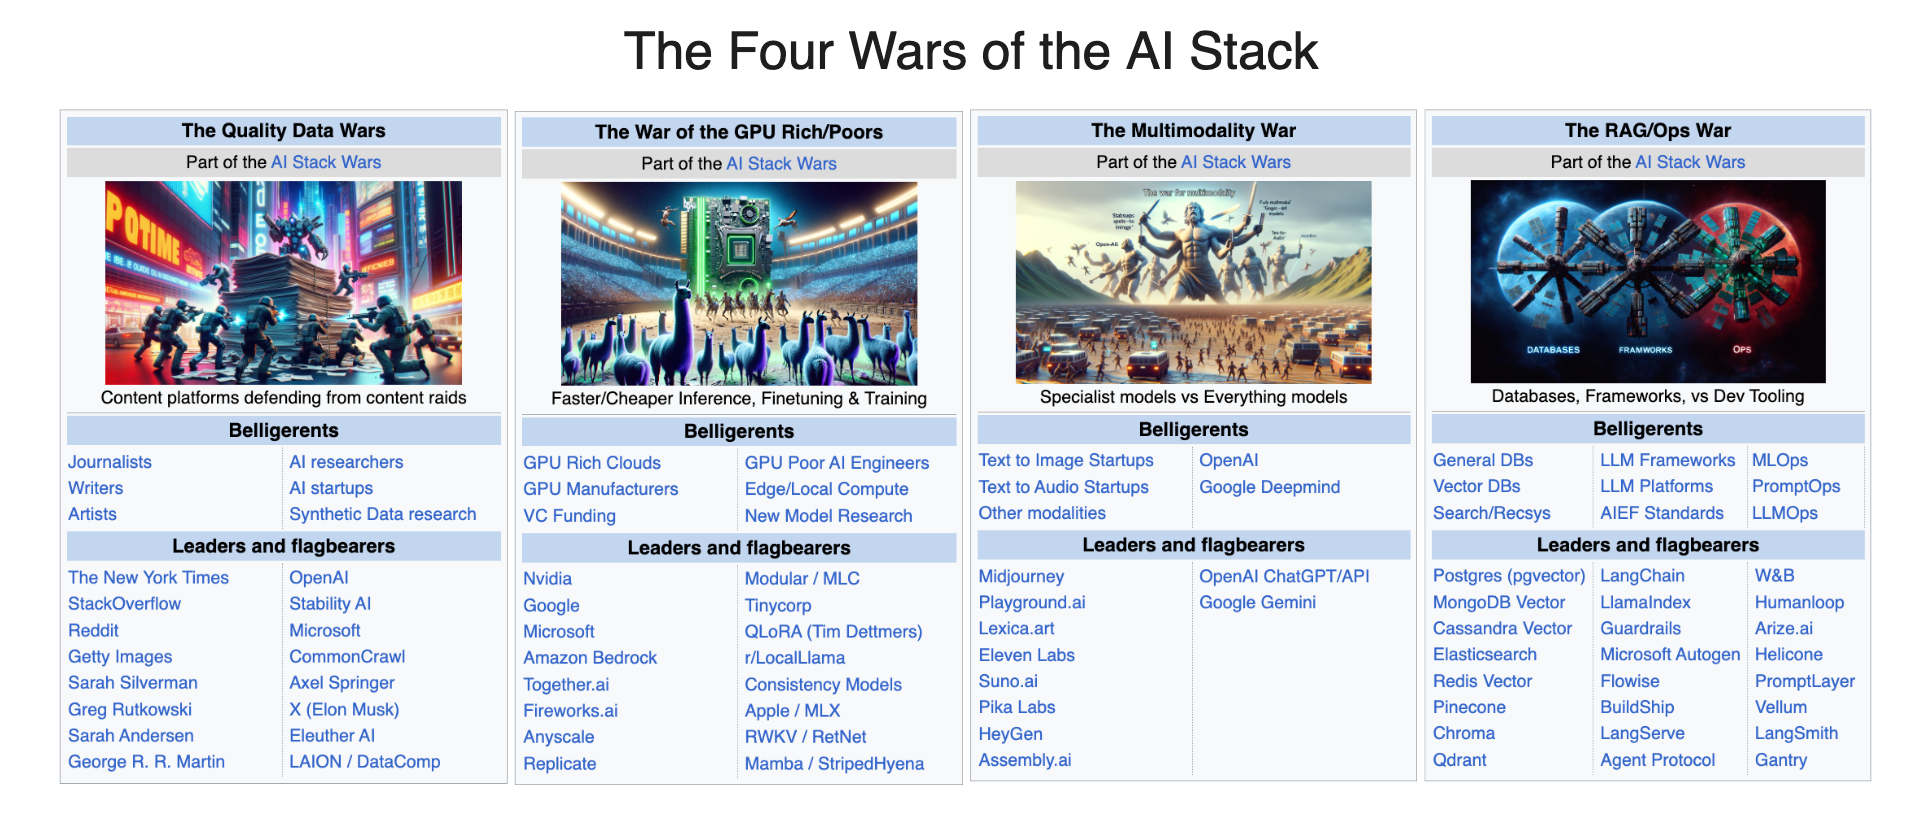 The Four Wars of the AI Stack
The Quality Data Wars
Part of the AI Stack Wars
POTIME
Content platforms defending from content raids
Belligerents
Journalists
Writers
Artists
AI researchers
AI startups
Synthetic Data research
Leaders and flagbearers
The New York Times
StackOverflow
Reddit
Getty Images
Sarah Silverman
Greg Rutkowski
Sarah Andersen
George R. R. Martin
OpenAI
Stability AI
Microsoft
CommonCrawl
Axel Springer
X (Elon Musk)
Eleuther AI
LAION / DataComp
The War of the GPU Rich/Poors
Part of the AI Stack Wars
Faster/Cheaper Inference, Finetuning & Training
Belligerents
GPU Rich Clouds
GPU Manufacturers
VC Funding
GPU Poor AI Engineers
Edge/Local Compute
New Model Research
Leaders and flagbearers
Nvidia
Google
Microsoft
Amazon Bedrock
Together.ai
Fireworks.ai
Anyscale
Replicate
Modular / MLC
Tinycorp
QLoRA (Tim Dettmers)
r/LocalLlama
Consistency Models
Apple / MLX
RWKV / RetNet
Mamba / StripedHyena
The Multimodality War
Part of the AI Stack Wars
The war for multimodality
Open-AI
Specialist models vs Everything models
Belligerents
Text to Image Startups
Text to Audio Startups
Other modalities
OpenAI
Google Deepmind
Leaders and flagbearers
Midjourney
Playground.ai
Lexica.art
Eleven Labs
Suno.ai
Pika Labs
HeyGen
Assembly.ai
OpenAI ChatGPT/API
Google Gemini
The RAG/Ops War
Part of the AI Stack Wars
DATABASES
FRAMWORKS
OPS
Databases, Frameworks, vs Dev Tooling
Belligerents
General DBs
Vector DBs
Search/Recsys
LLM Frameworks
LLM Platforms
AIEF Standards
MLOps
PromptOps
LLMOps
Leaders and flagbearers
Postgres (pgvector)
MongoDB Vector
Cassandra Vector
Elasticsearch
Redis Vector
Pinecone
Chroma
Qdrant
LangChain
LlamaIndex
Guardrails
Microsoft Autogen
Flowise
BuildShip
LangServe
Agent Protocol
W&B
Humanloop
Arize.ai
Helicone
PromptLayer
Vellum
LangSmith
Gantry